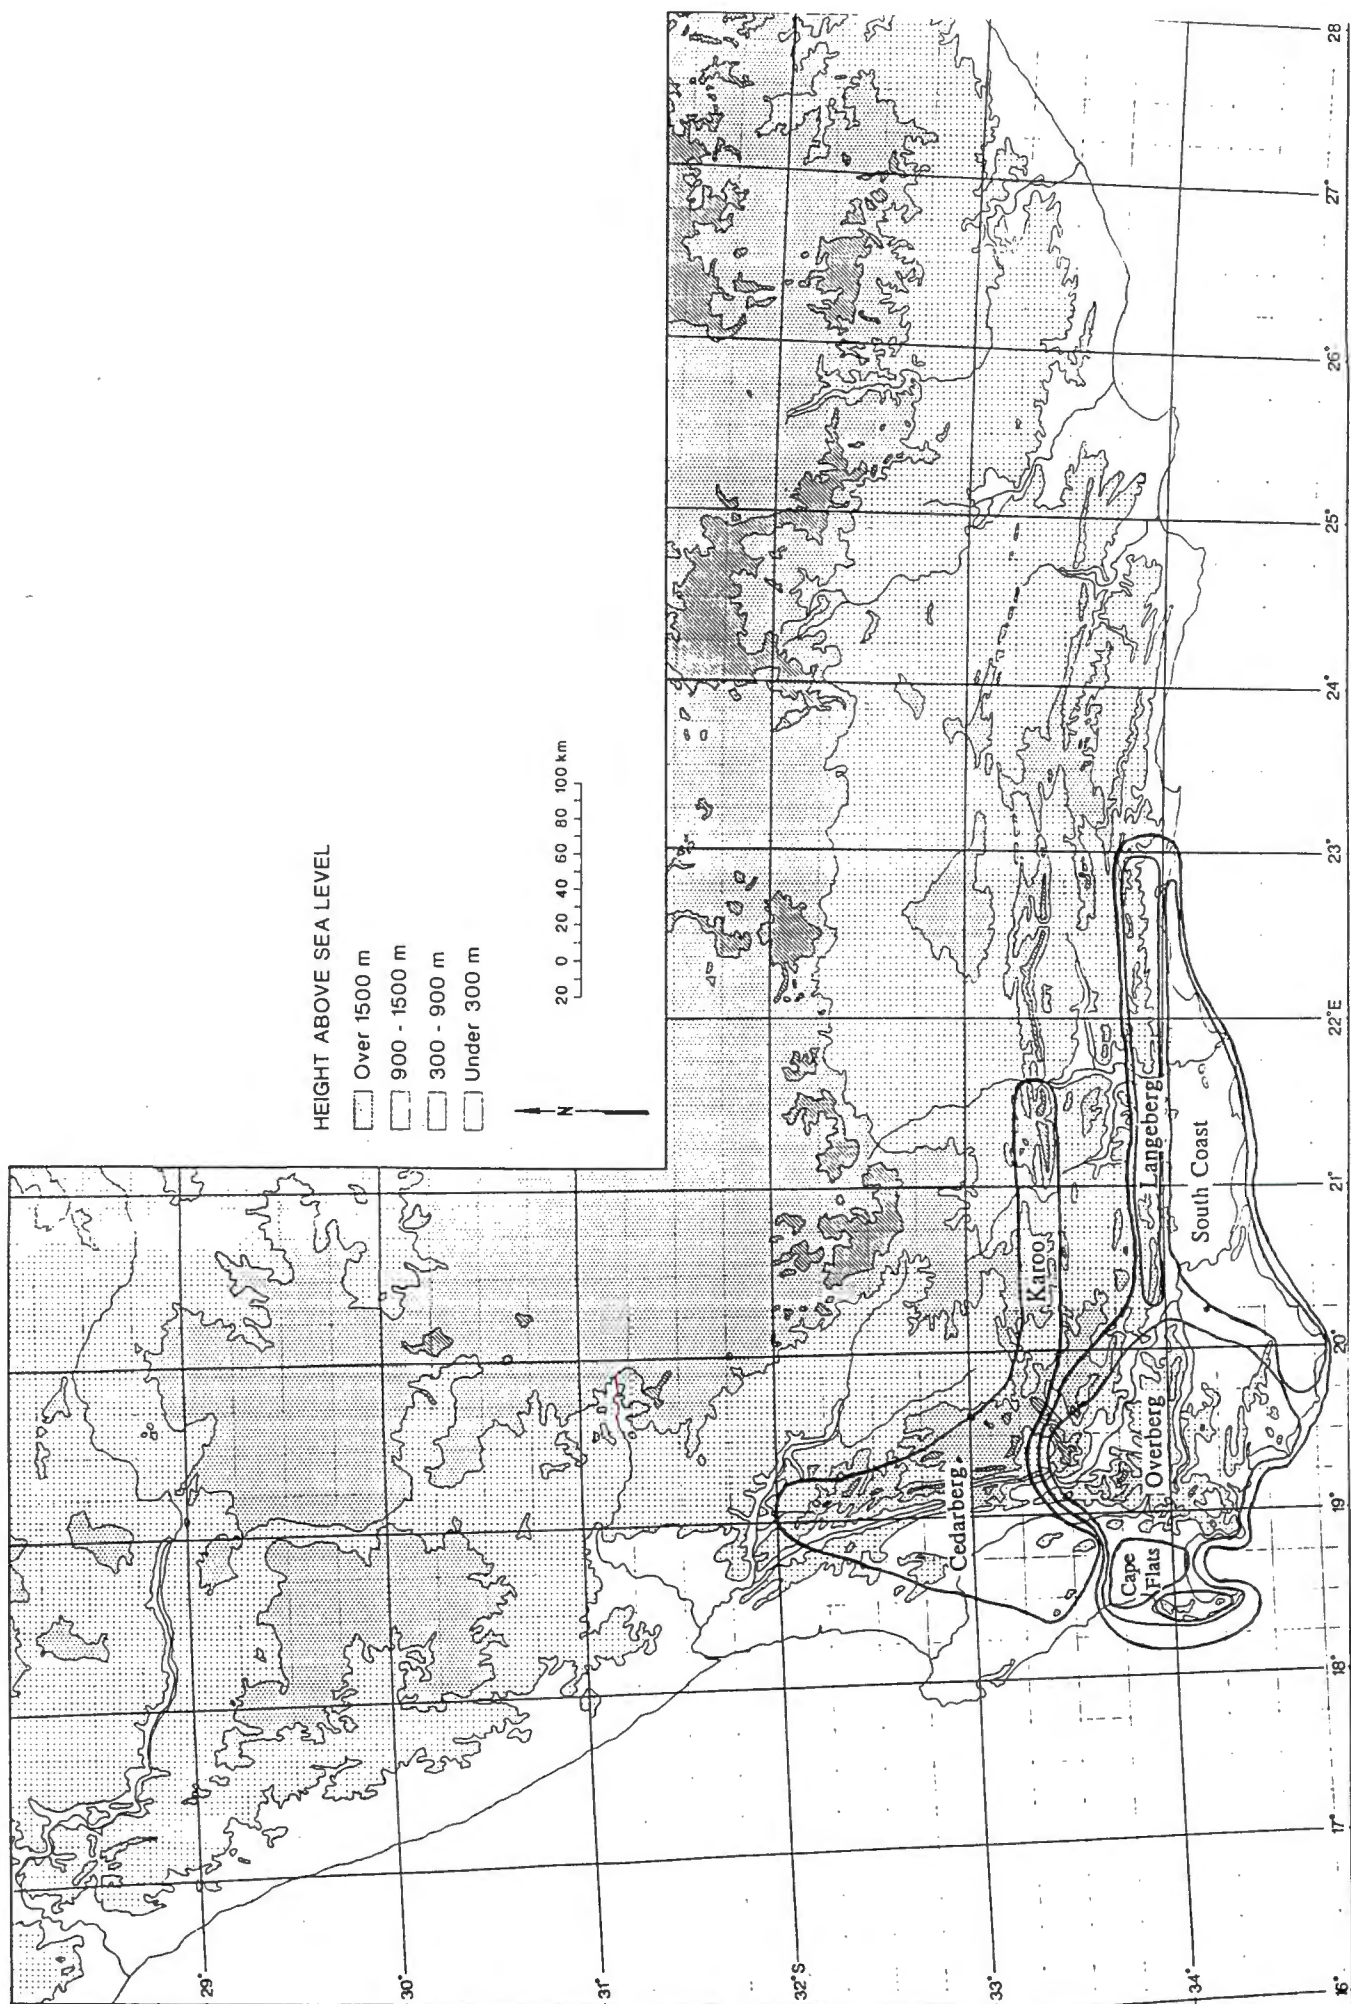 HEIGHT ABOVE SEA LEVEL
Over 1500 m
900 - 1500 m
300 - 900 m
Under 300 m
N
20 0 20 40 60 80 100 km
29°
30°
31°
32°S
33°
34°
16°
17°
18°
19°
20°
21°
22°E
23°
24°
25°
26°
27°
28
Cedarberg
Karoo
Langeberg
South Coast
Overberg
Cape
Flats